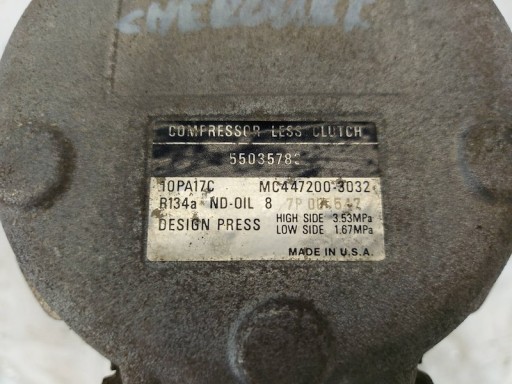 CHEROKEE
COMPRESSOR LESS CLUTCH
10PA17C MC447200-3032
R134a ND-OIL 8
DESIGN PRESS HIGH SIDE 3.53MPa
LOW SIDE 1.67MPa
MADE IN U.S.A.